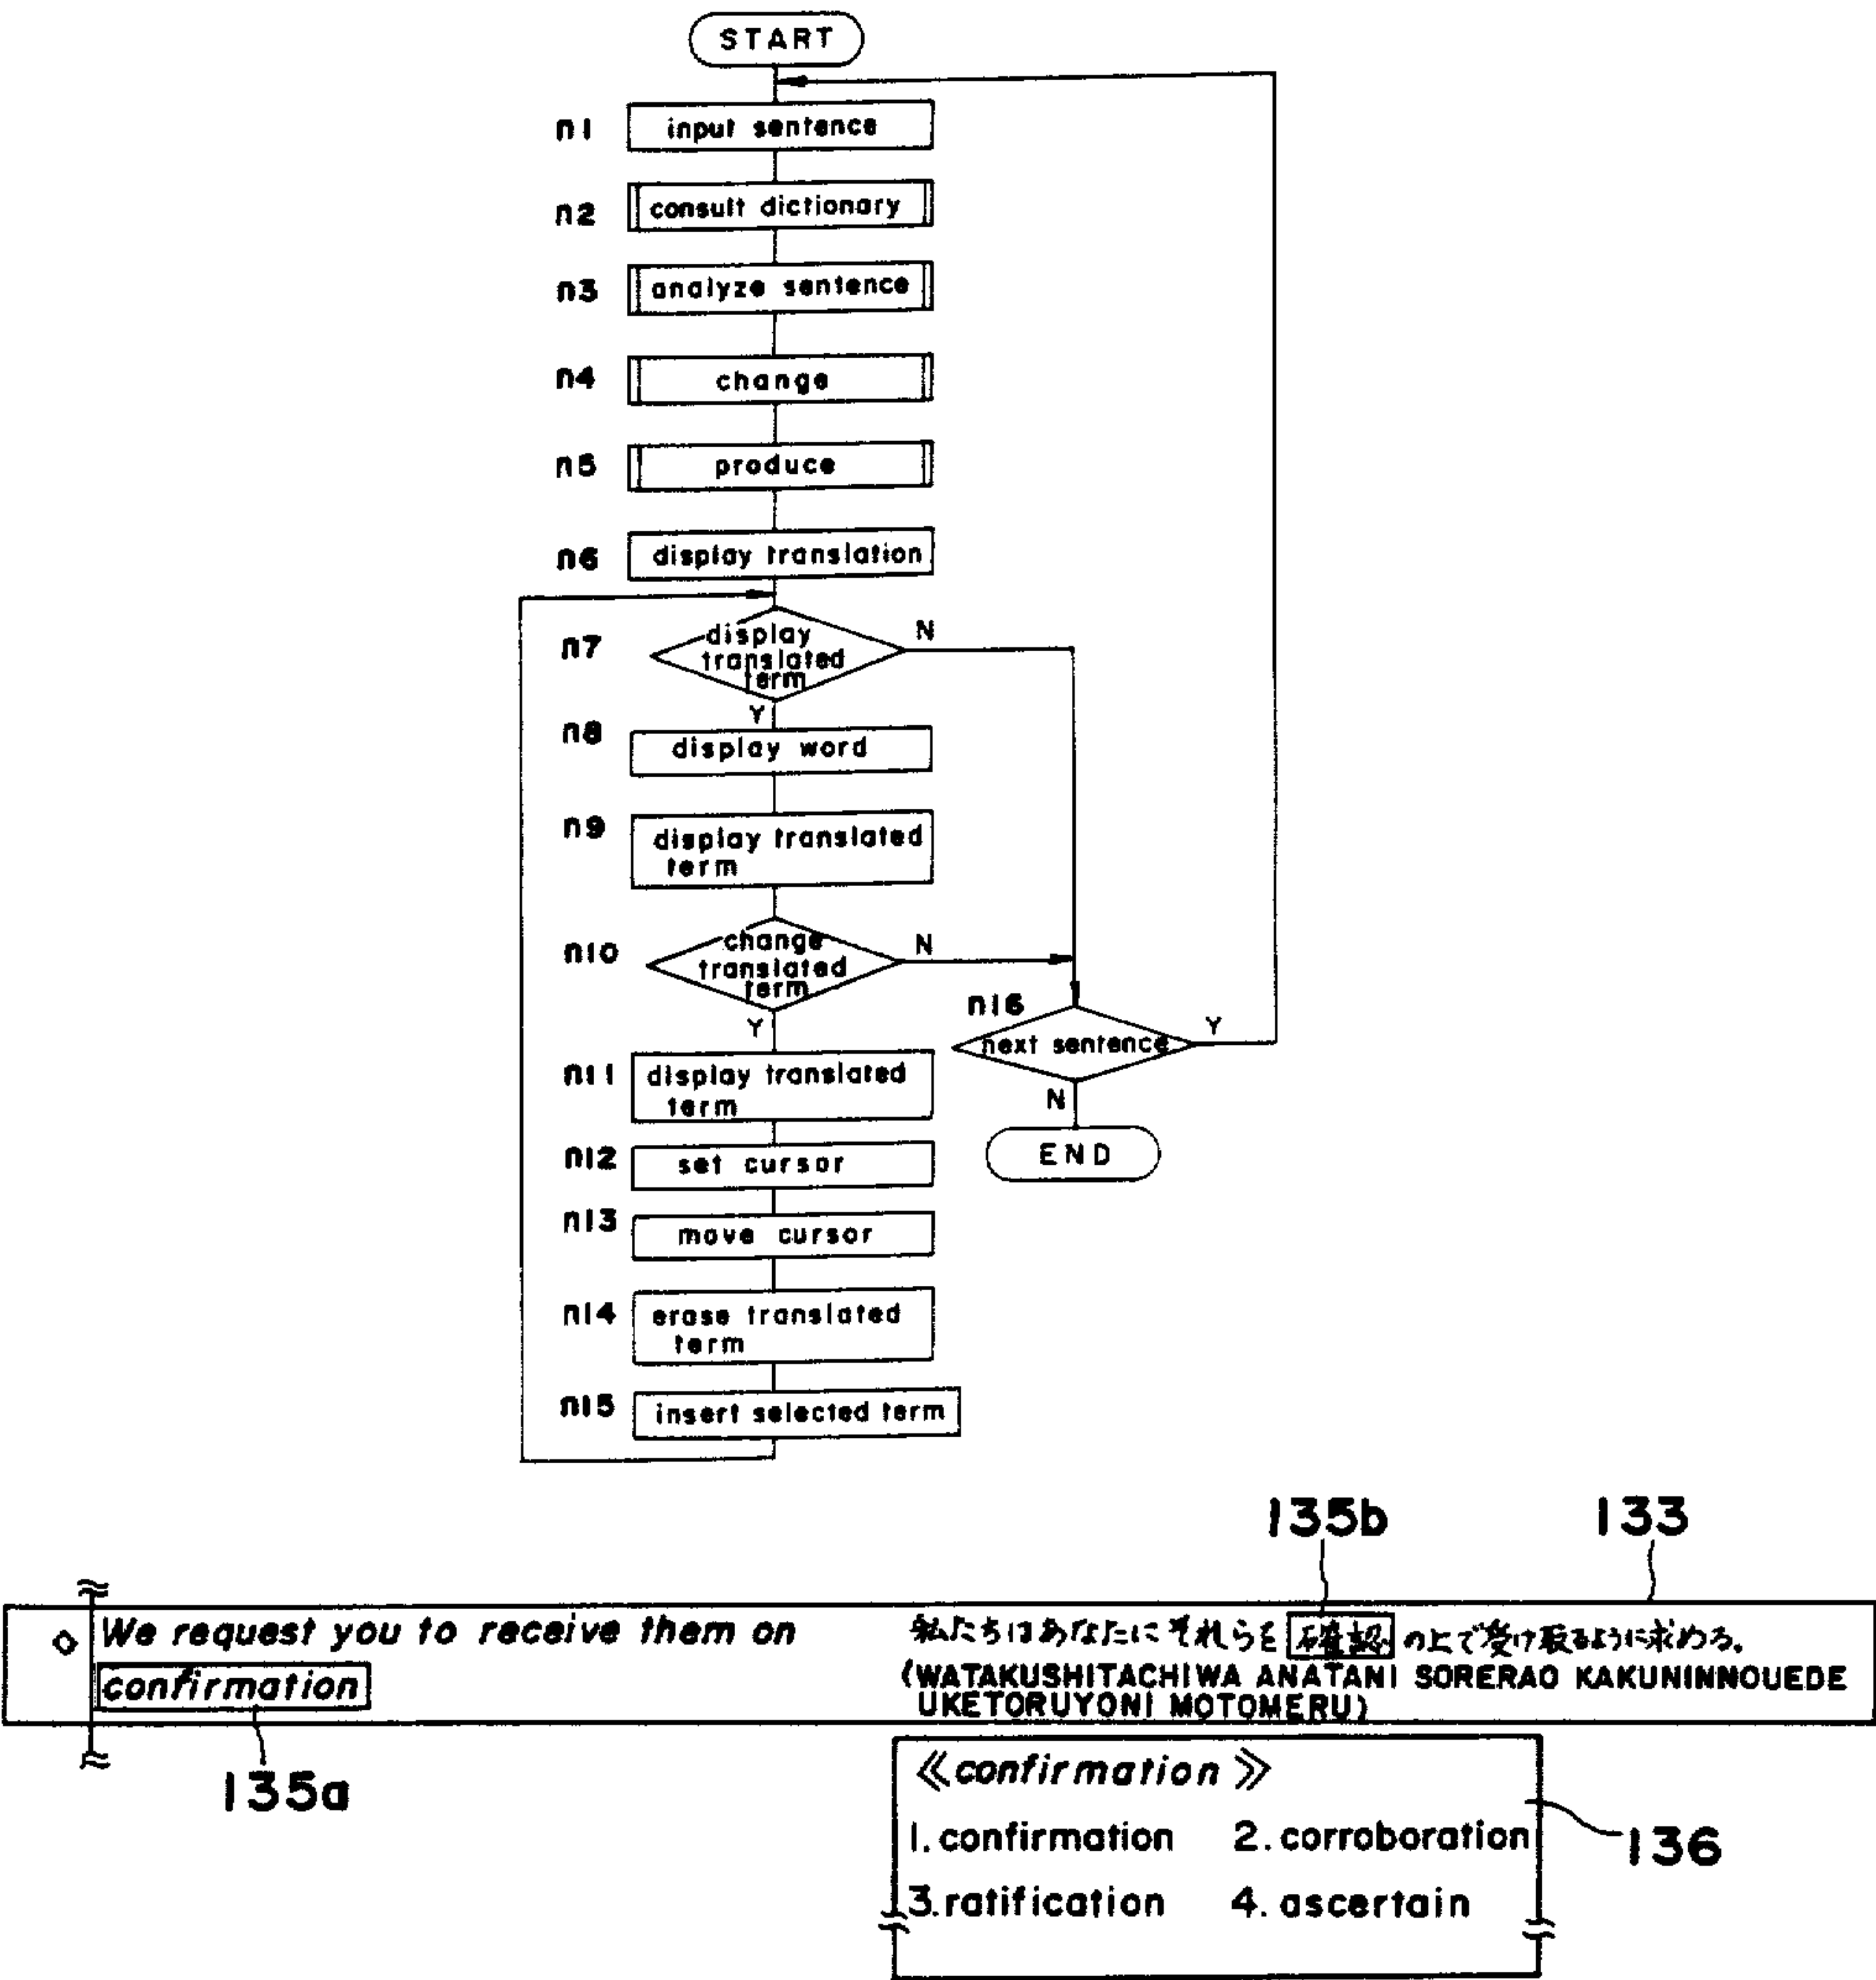 START
n1 input sentence
n2 consult dictionary
n3 analyze sentence
n4 change
n5 produce
n6 display translation
n7 display
translated
term
N
Y
n8 display word
n9 display translated
term
n10 change
translated
term
N
Y
n16
next sentence
Y
N
END
n11 display translated
term
n12 set cursor
n13 move cursor
n14 erase translated
term
n15 insert selected term
135b 133
We request you to receive them on
confirmation
135a
私たちはあなたにそれらを確認の上で受け取るように求める。
(WATAKUSHITACHIWA ANATANI SORERAO KAKUNINNOUEDE
UKETORUYONI MOTOMERU)
≪confirmation≫
1. confirmation 2. corroboration
3. ratification 4. ascertain
136